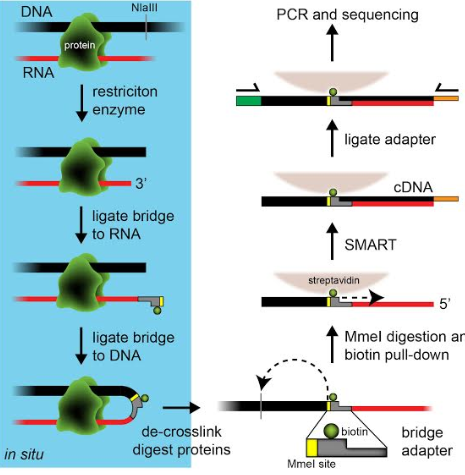 DNA
NlaIII
protein
RNA
restriciton
enzyme
3’
ligate bridge
to RNA
ligate bridge
to DNA
in situ
de-crosslink
digest proteins
PCR and sequencing
ligate adapter
cDNA
SMART
streptavidin
5’
MmeI digestion an
biotin pull-down
biotin
bridge
adapter
MmeI site